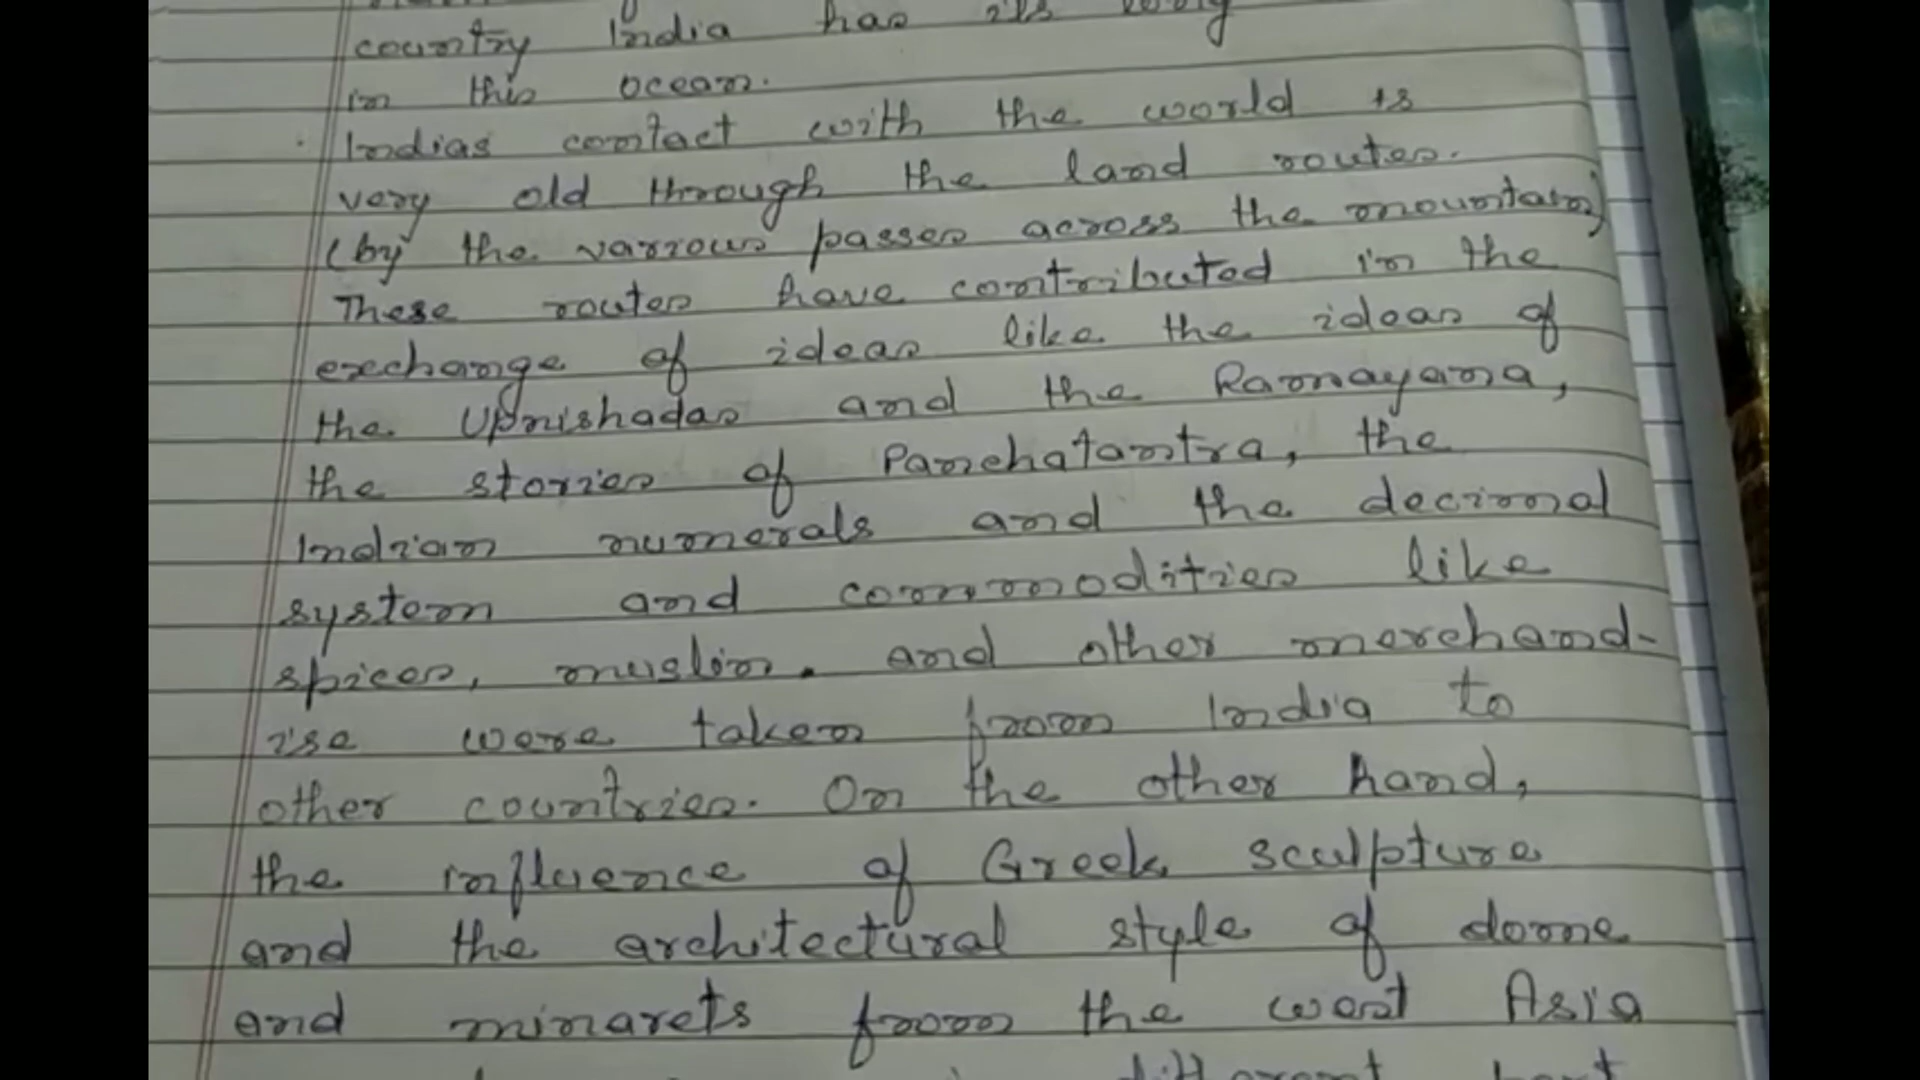 country India has its long
in this ocean.
Indias contact with the world is
very old through the land routes.
(by the various passes across the mountains)
These routes have contributed in the
exchange of ideas like the ideas of
the Upnishadas and the Ramayana,
the stories of Panchatantra, the
Indian numerals and the decimal
system and commodities like
spices, muslin. and other merchand-
ise were taken from India to
other countries. On the other hand,
the influence of Greek sculpture
and the architectural style of dome
and minarets from the west Asia
different part